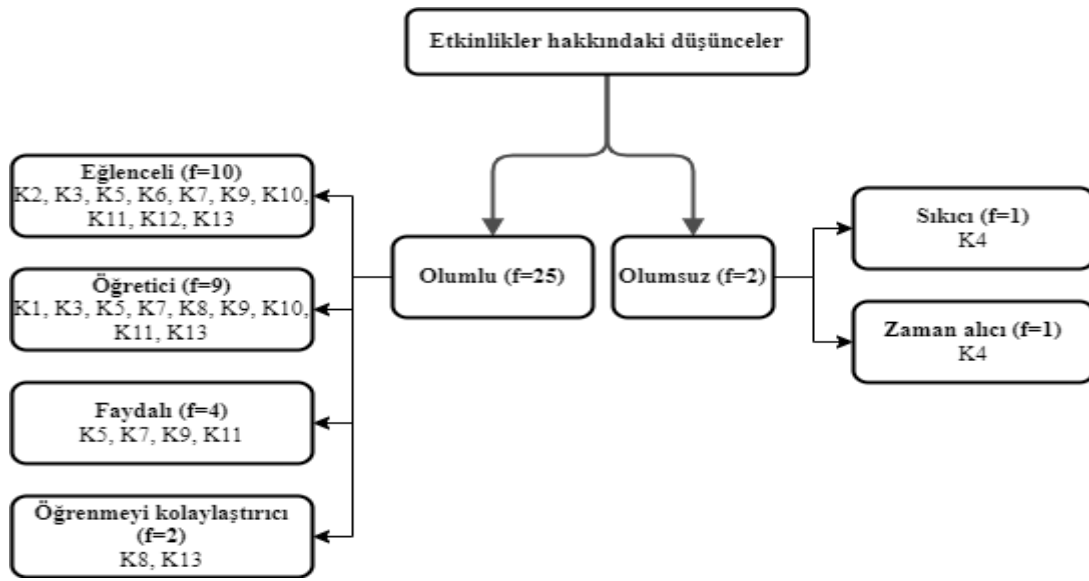 Etkinlikler hakkındaki düşünceler
Eğlenceli (f=10)
K2, K3, K5, K6, K7, K9, K10,
K11, K12, K13
Öğretici (f=9)
K1, K3, K5, K7, K8, K9, K10,
K11, K13
Faydalı (f=4)
K5, K7, K9, K11
Öğrenmeyi kolaylaştırıcı
(f=2)
K8, K13
Olumlu (f=25)
Olumsuz (f=2)
Sıkıcı (f=1)
K4
Zaman alıcı (f=1)
K4